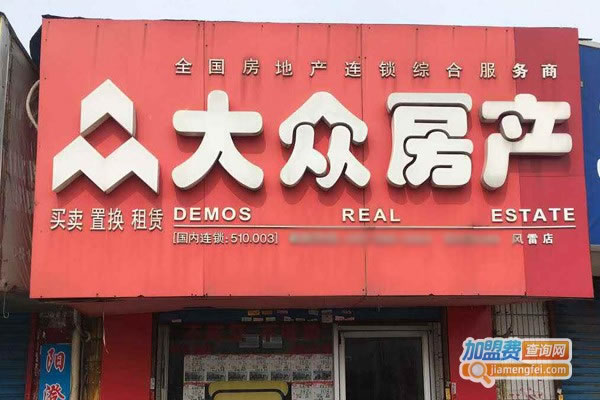 全国房地产连锁综合服务商
大众房产
买卖 置换 租赁
DEMOS REAL ESTATE
[国内连锁:510.003]
风雷店
阳澄
加盟费查询网
jiamengfei.com